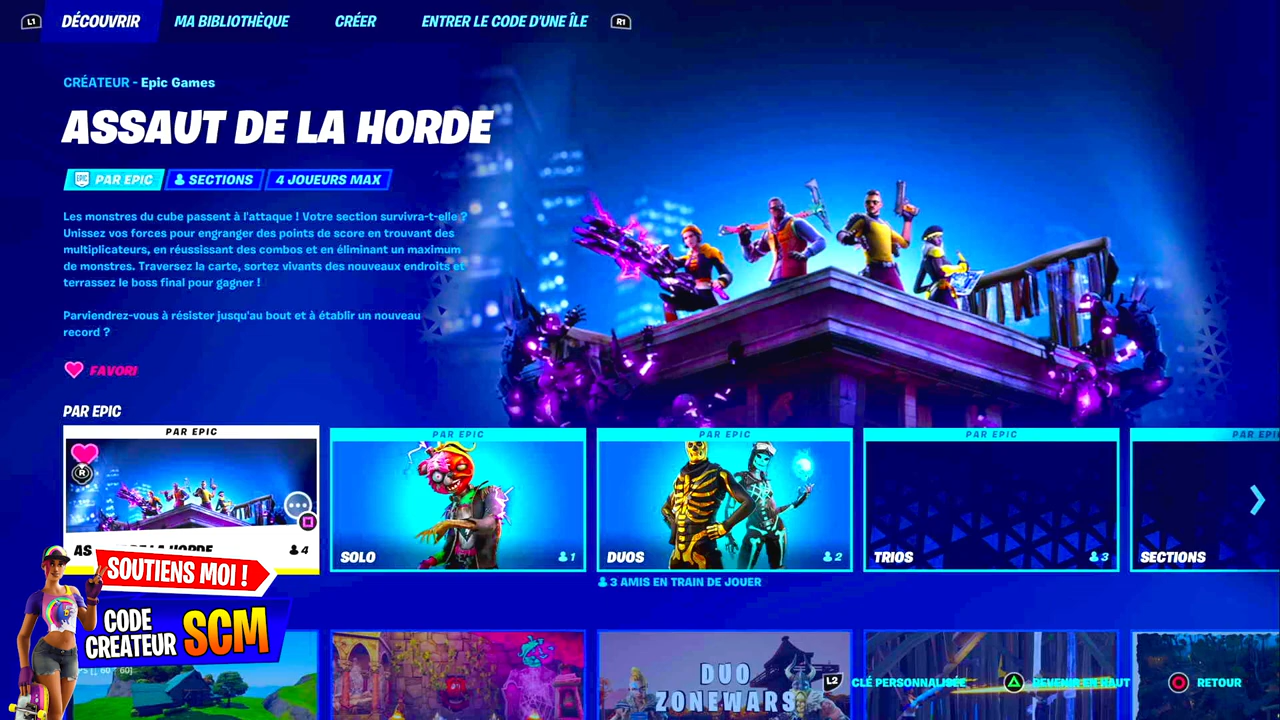 L1 DÉCOUVRIR MA BIBLIOTHÈQUE CRÉER ENTRER LE CODE D'UNE ÎLE R1
CRÉATEUR - Epic Games
ASSAUT DE LA HORDE
EPIC PAR EPIC SECTIONS 4 JOUEURS MAX
Les monstres du cube passent à l'attaque ! Votre section survivra-t-elle ?
Unissez vos forces pour engranger des points de score en trouvant des
multiplicateurs, en réussissant des combos et en éliminant un maximum
de monstres. Traversez la carte, sortez vivants des nouveaux endroits et
terrassez le boss final pour gagner !
Parviendrez-vous à résister jusqu'au bout et à établir un nouveau
record ?
FAVORI
PAR EPIC
PAR EPIC PAR EPIC PAR EPIC PAR EPIC PAR EPI
R
4
SOLO 1 DUOS 2 TRIOS 3 SECTIONS
3 AMIS EN TRAIN DE JOUER
SOUTIENS MOI !
CODE
CREATEUR SCM
DUO
ZONEWARS
L2 CLÉ PERSONNALISÉE REVENIR EN HAUT RETOUR